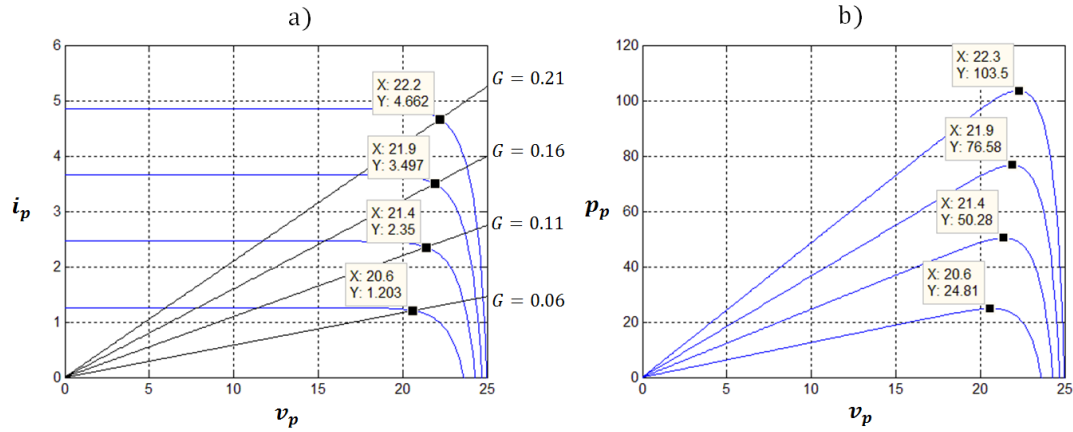 a)
6
5
4
3
2
1
0
i_p
0 5 10 15 20 25
v_p
X: 22.2
Y: 4.662
X: 21.9
Y: 3.497
X: 21.4
Y: 2.35
X: 20.6
Y: 1.203
G = 0.21
G = 0.16
G = 0.11
G = 0.06
b)
120
100
80
60
40
20
0
p_p
0 5 10 15 20 25
v_p
X: 22.3
Y: 103.5
X: 21.9
Y: 76.58
X: 21.4
Y: 50.28
X: 20.6
Y: 24.81